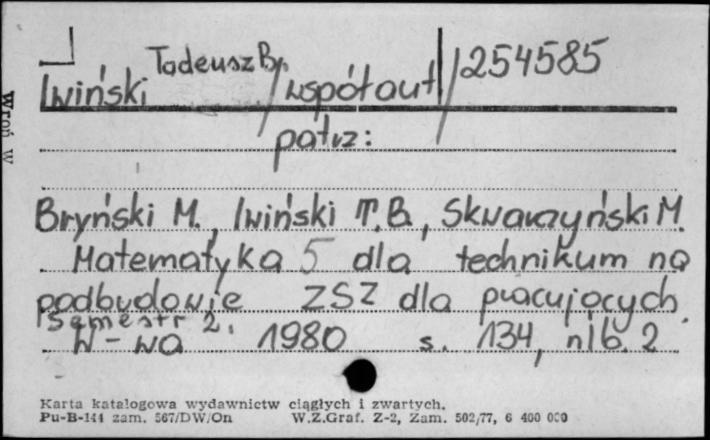 Iwiński Tadeusz B. /współaut/ 254585
patrz:
Bryński M., Iwiński T.B., Skwarczyński M.
Matematyka 5 dla technikum na
podbudowie ZSZ dla pracujących.
Semestr 2.
W-wa 1980 s. 134, nlb. 2
Karta katalogowa wydawnictw ciągłych i zwartych.
Pu-B-144 zam. 567/DW/On W.Z.Graf. Z-2, Zam. 502/77, 6 400 000